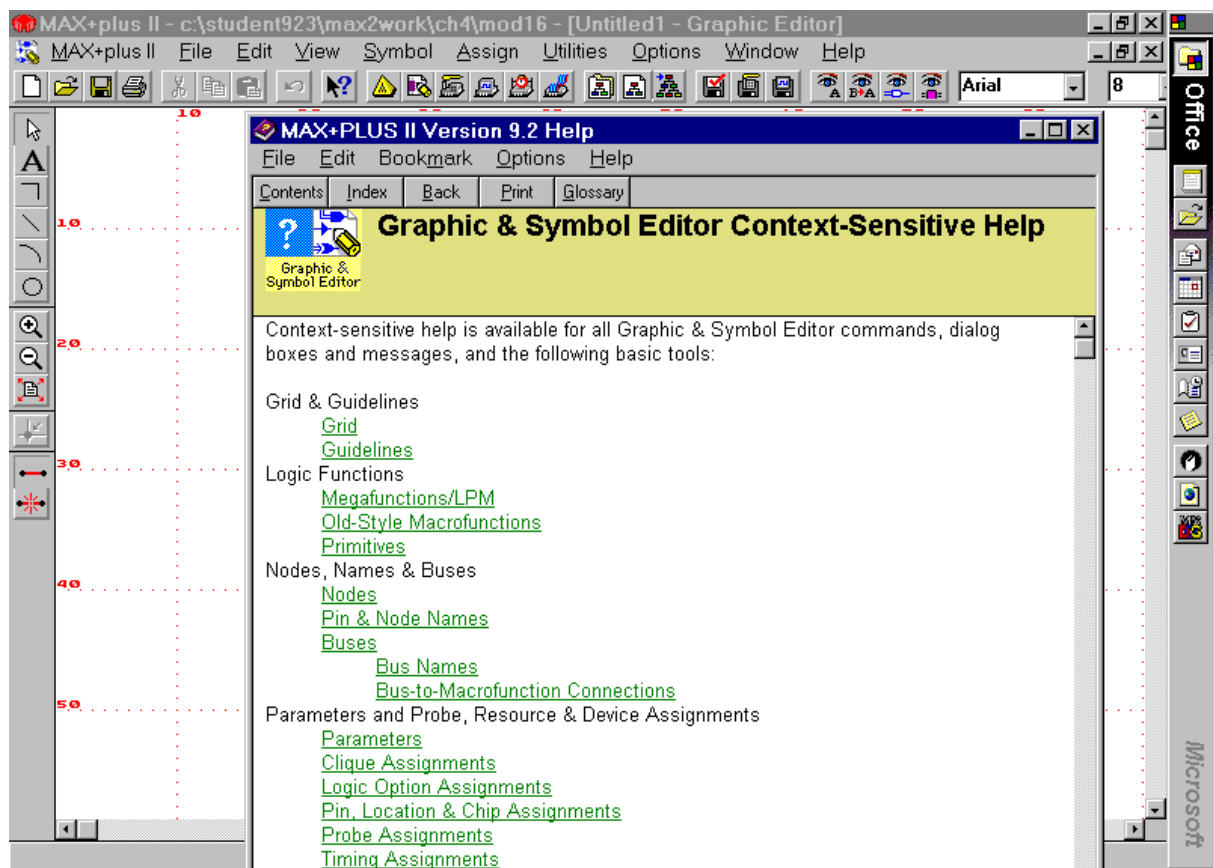 MAX+plus II - c:\student923\max2work\ch4\mod16 - [Untitled1 - Graphic Editor]
MAX+plus II File Edit View Symbol Assign Utilities Options Window Help
Arial 8
Office
10
MAX+PLUS II Version 9.2 Help
File Edit Bookmark Options Help
Contents Index Back Print Glossary
Graphic & Symbol Editor Context-Sensitive Help
Graphic &
Symbol Editor
10
Context-sensitive help is available for all Graphic & Symbol Editor commands, dialog
boxes and messages, and the following basic tools:
20
Grid & Guidelines
Grid
Guidelines
30
Logic Functions
Megafunctions/LPM
Old-Style Macrofunctions
Primitives
Nodes, Names & Buses
40
Nodes
Pin & Node Names
Buses
Bus Names
Bus-to-Macrofunction Connections
50
Parameters and Probe, Resource & Device Assignments
Parameters
Clique Assignments
Logic Option Assignments
Pin, Location & Chip Assignments
Probe Assignments
Timing Assignments
Microsoft